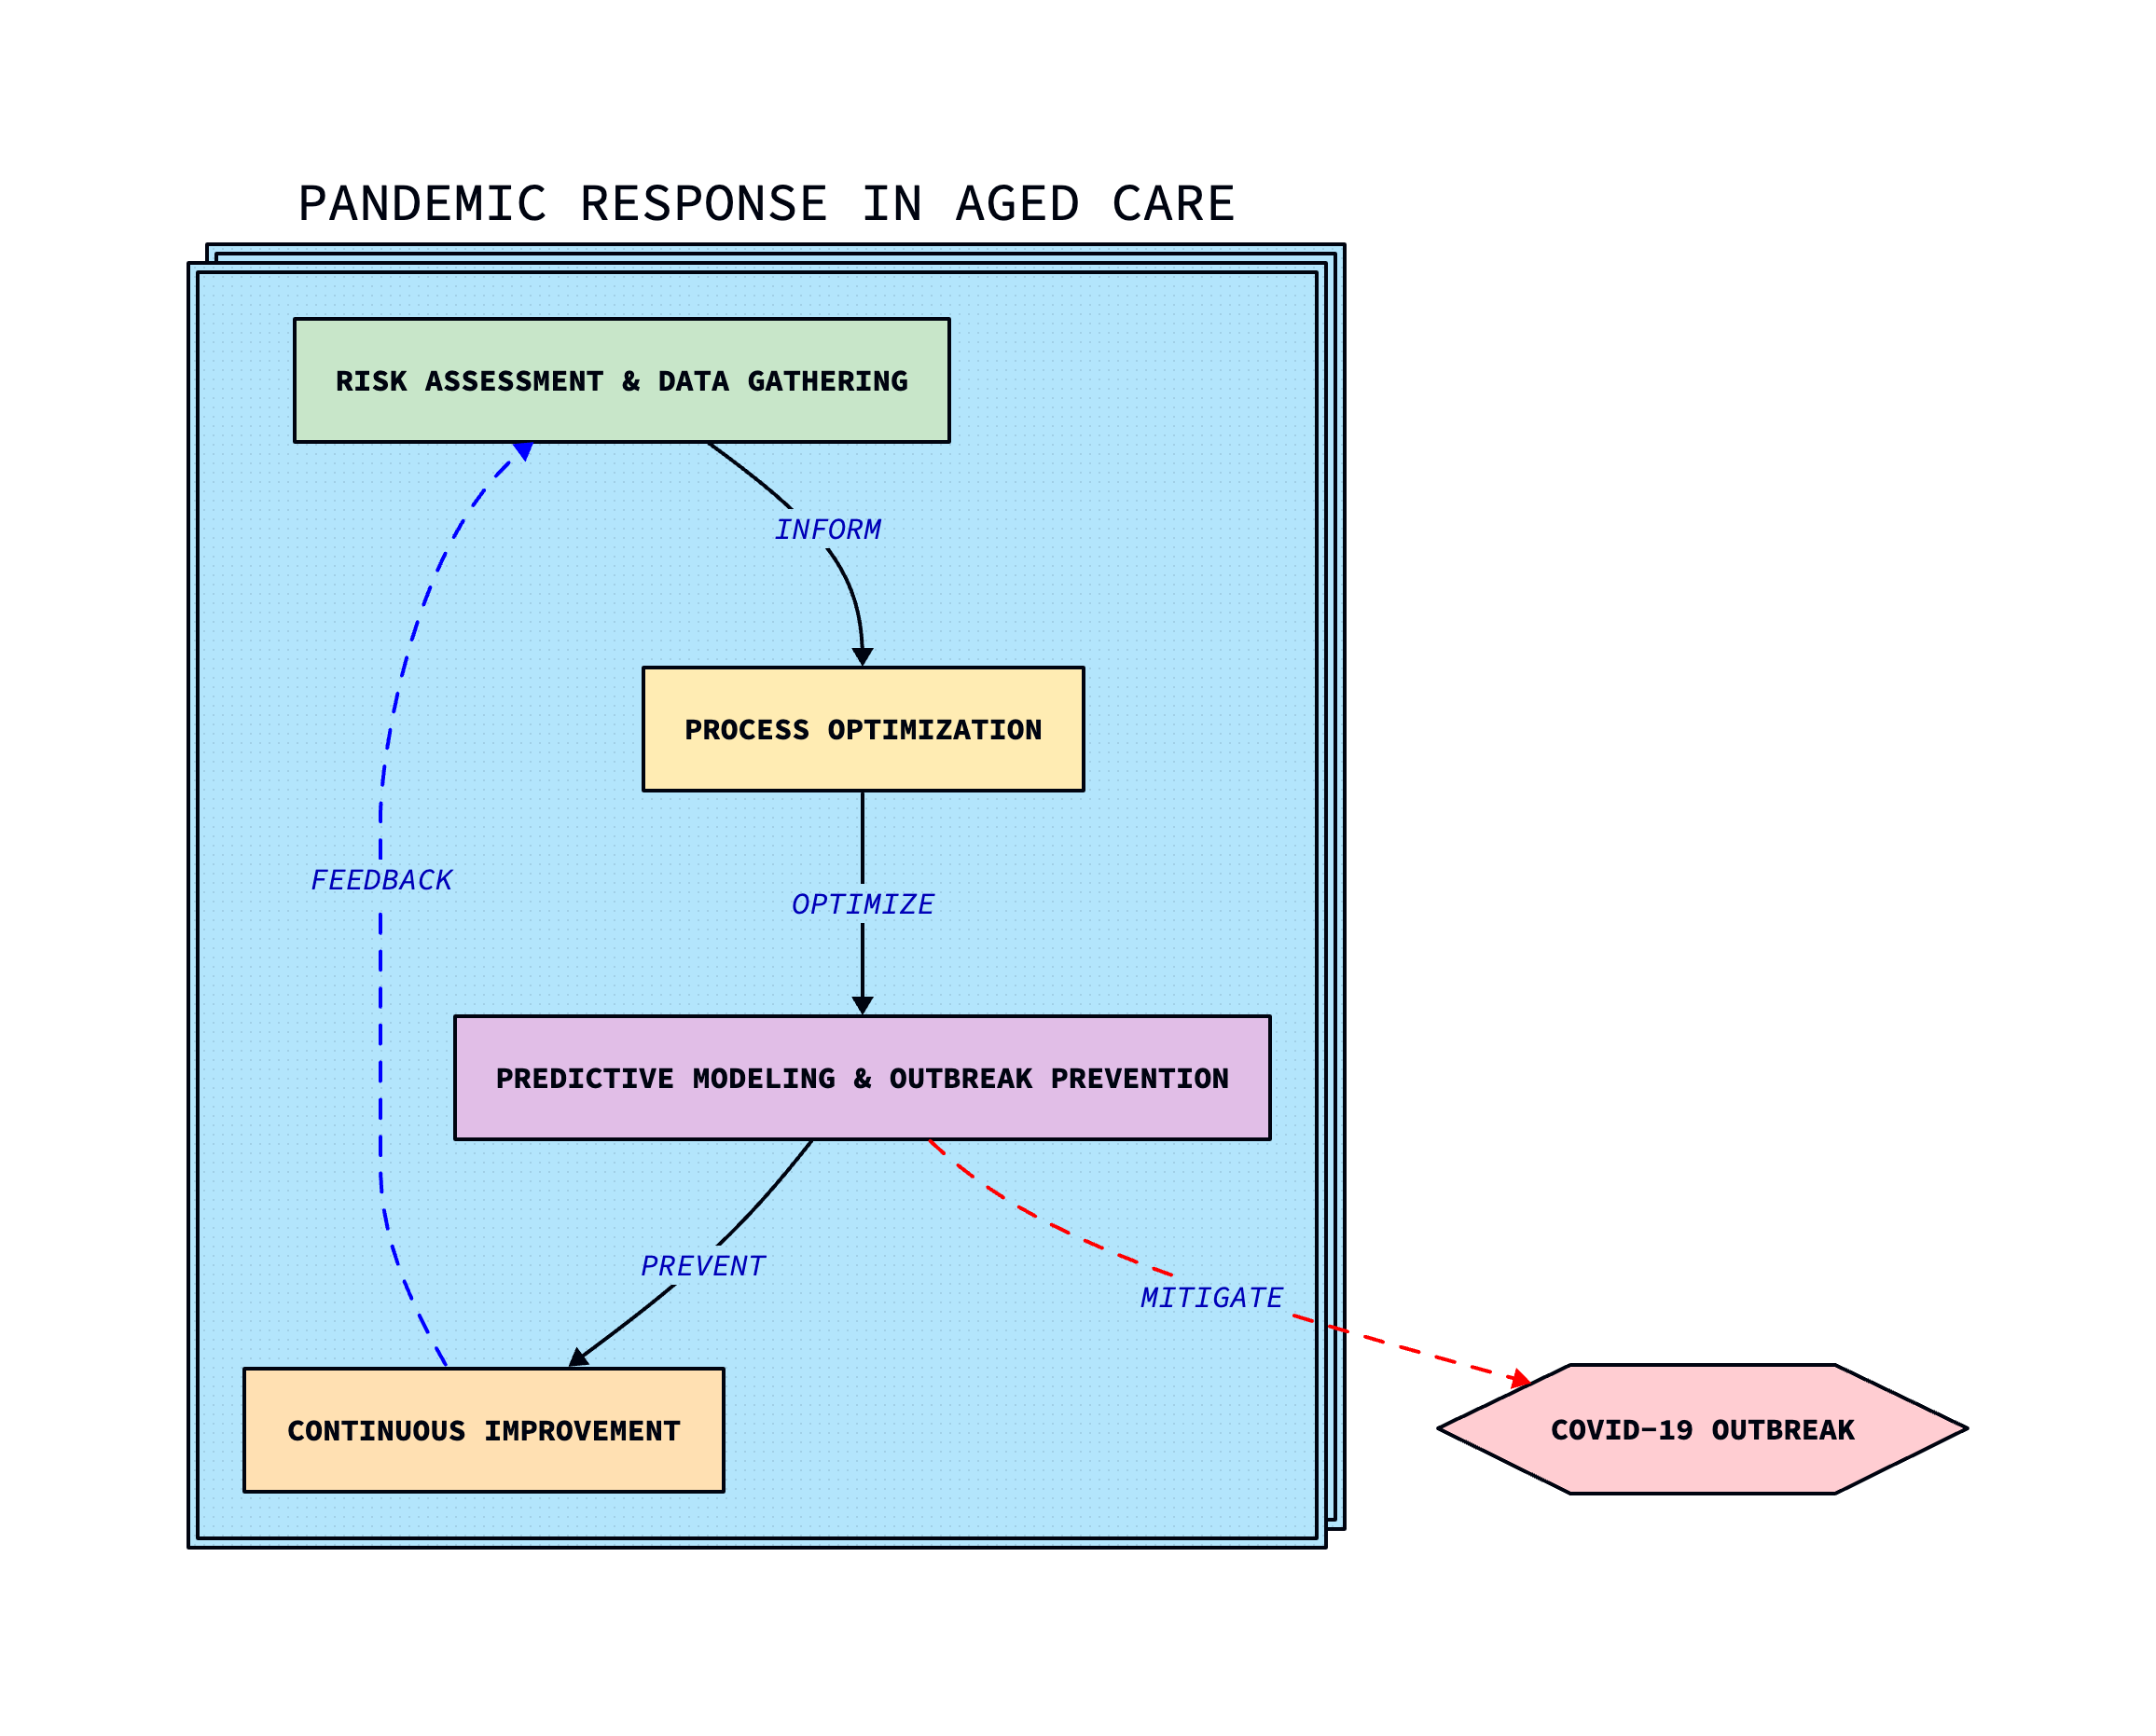 PANDEMIC RESPONSE IN AGED CARE
RISK ASSESSMENT & DATA GATHERING
INFORM
PROCESS OPTIMIZATION
FEEDBACK
OPTIMIZE
PREDICTIVE MODELING & OUTBREAK PREVENTION
PREVENT
MITIGATE
CONTINUOUS IMPROVEMENT
COVID-19 OUTBREAK